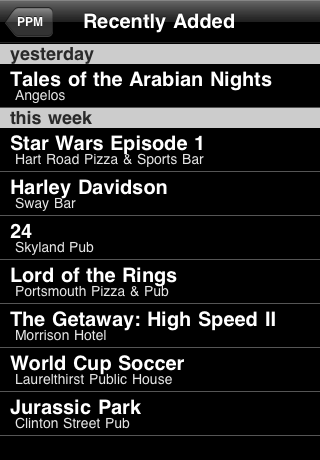 PPM
Recently Added
yesterday
Tales of the Arabian Nights
Angelos
this week
Star Wars Episode 1
Hart Road Pizza & Sports Bar
Harley Davidson
Sway Bar
24
Skyland Pub
Lord of the Rings
Portsmouth Pizza & Pub
The Getaway: High Speed II
Morrison Hotel
World Cup Soccer
Laurelthirst Public House
Jurassic Park
Clinton Street Pub